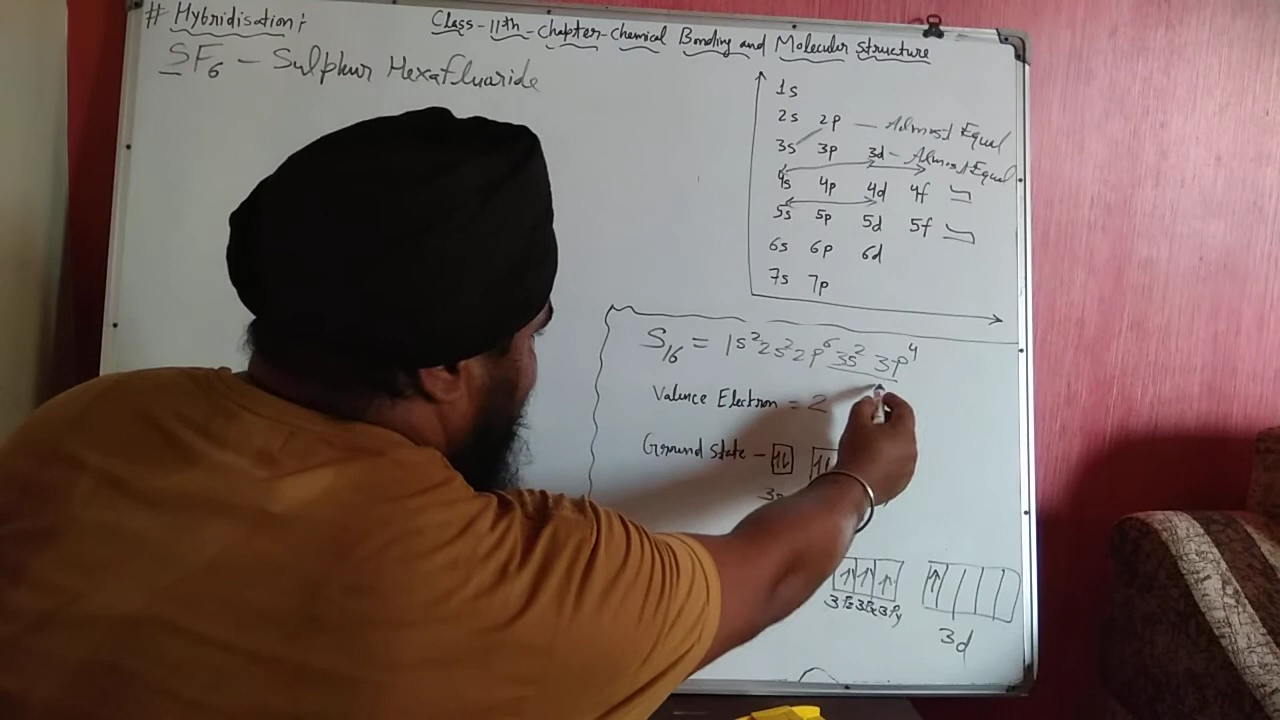 # Hybridisation :
Class - 11th - chapter - chemical Bonding and Molecular structure
SF6 - Sulphur Hexafluoride
1s
2s 2p - Almost Equal
3s 3p 3d - Almost Equal
4s 4p 4d 4f
5s 5p 5d 5f
6s 6p 6d
7s 7p
S16 = 1s² 2s² 2p⁶ 3s² 3p⁴
Valence Electron = 2
Ground state - ↑↓ ↑↓
↑ ↑ ↑ ↑
3d